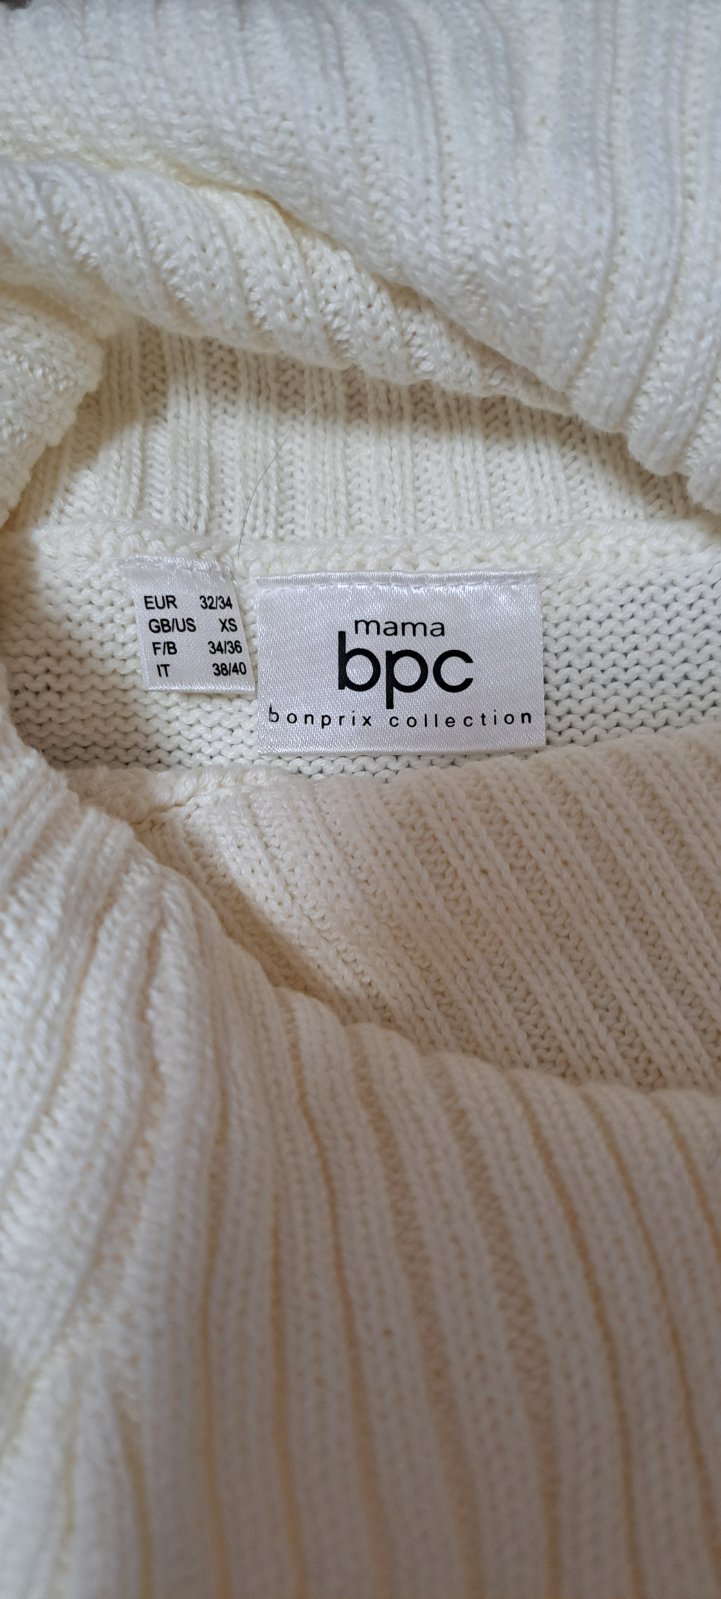 EUR 32/34
GB/US XS
F/B 34/36
IT 38/40
mama
bpc
bonprix collection